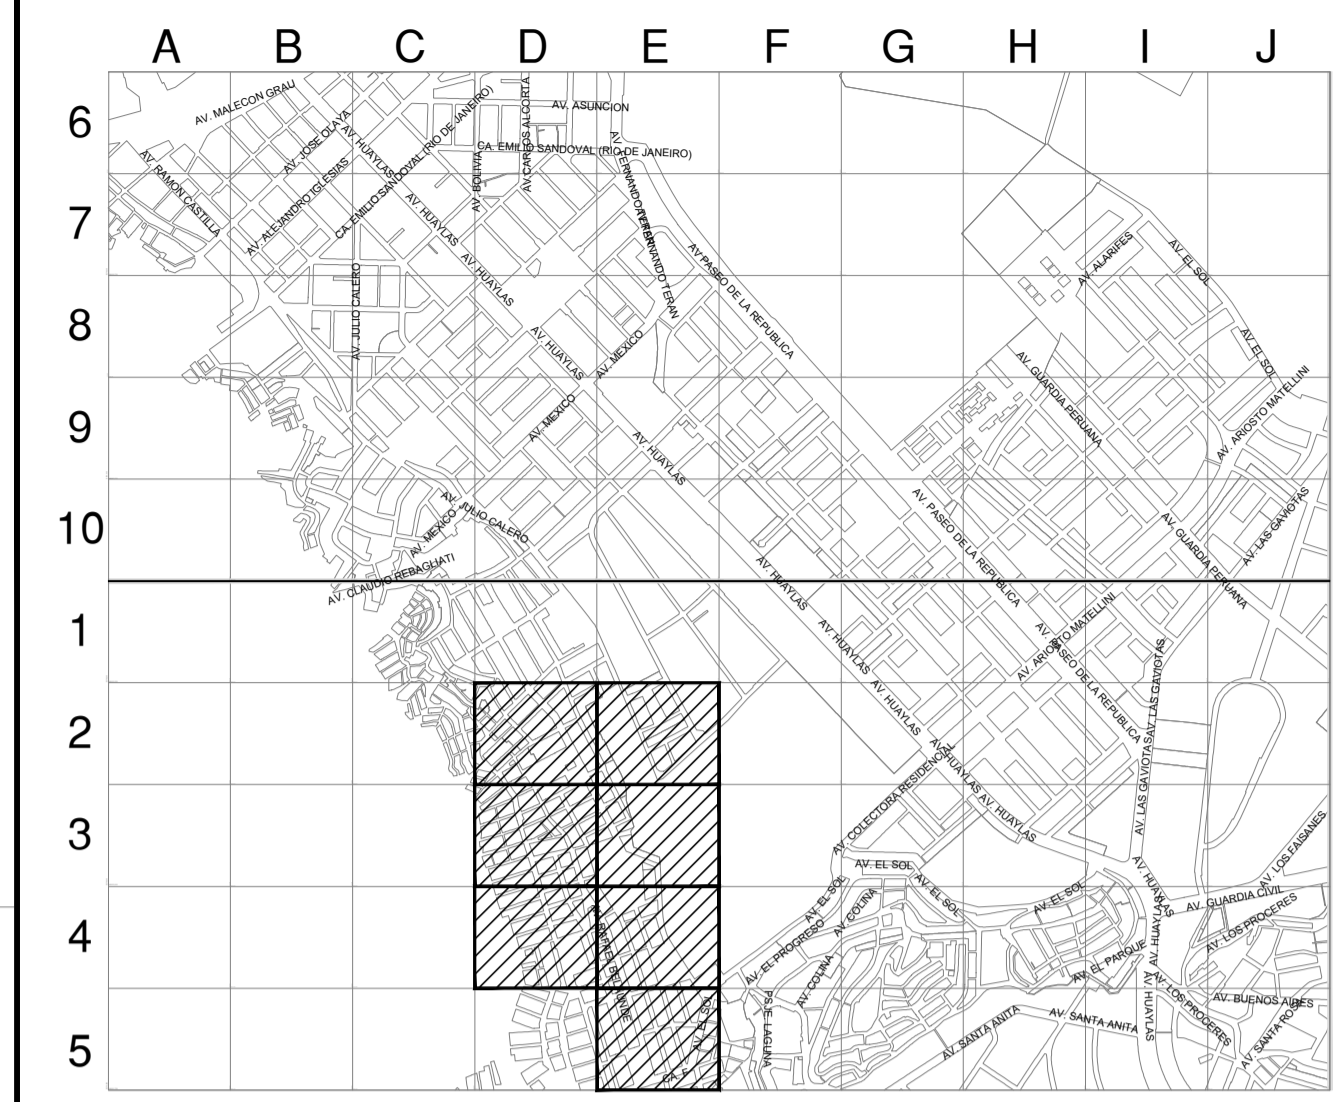 A B C D E F G H I J
6
AV. MALECON GRAU
AV. JOSE OLAYA
AV. HUAYLAS
CA. EMILIO SANDOVAL (RIO DE JANEIRO)
AV. CARLOS ALCORTA
AV. ASUNCION
CA. EMILIO SANDOVAL (RIO DE JANEIRO)
AV. BOLIVIA
7
AV. RAMON CASTILLA
AV. ALEJANDRO IGLESIAS
AV. HUAYLAS
AV. HUAYLAS
AV. FERNANDO TERAN
AV. FERNANDO TERAN
AV PASEO DE LA REPUBLICA
AV. ALARIFES
AV. EL SOL
8
AV. JULIO CALERO
AV. HUAYLAS
AV. MEXICO
AV. GUARDIA PERUANA
AV. EL SOL
9
AV. MEXICO
AV. HUAYLAS
AV. ARIOSTO MATELLINI
10
AV. JULIO CALERO
AV. MEXICO
AV. CLAUDIO REBAGLIATI
AV. HUAYLAS
AV. PASEO DE LA REPUBLICA
AV. GUARDIA PERUANA
AV. LAS GAVIOTAS
1
AV. HUAYLAS
AV. ARIOSTO MATELLINI
AV. PASEO DE LA REPUBLICA
AV. LAS GAVIOTAS
2
AV. HUAYLAS
AV. HUAYLAS
AV. LAS GAVIOTAS
3
AV. COLECTORA RESIDENCIAL
AV. HUAYLAS
AV. EL SOL
AV. LOS FAISANES
4
AV. EL SOL
AV. COLINA
AV. EL SOL
AV. EL SOL
AV. HUAYLAS
AV. GUARDIA CIVIL
AV. LOS PROCERES
AV. EL PROGRESO
AV. COLINA
AV. EL PARQUE
AV. HUAYLAS
5
PSJE. LAGUNA
AV. SANTA ANITA
AV. SANTA ANITA
AV. HUAYLAS
AV. LOS PROCERES
AV. BUENOS AIRES
AV. SANTA ROSA
AV. EL SOL